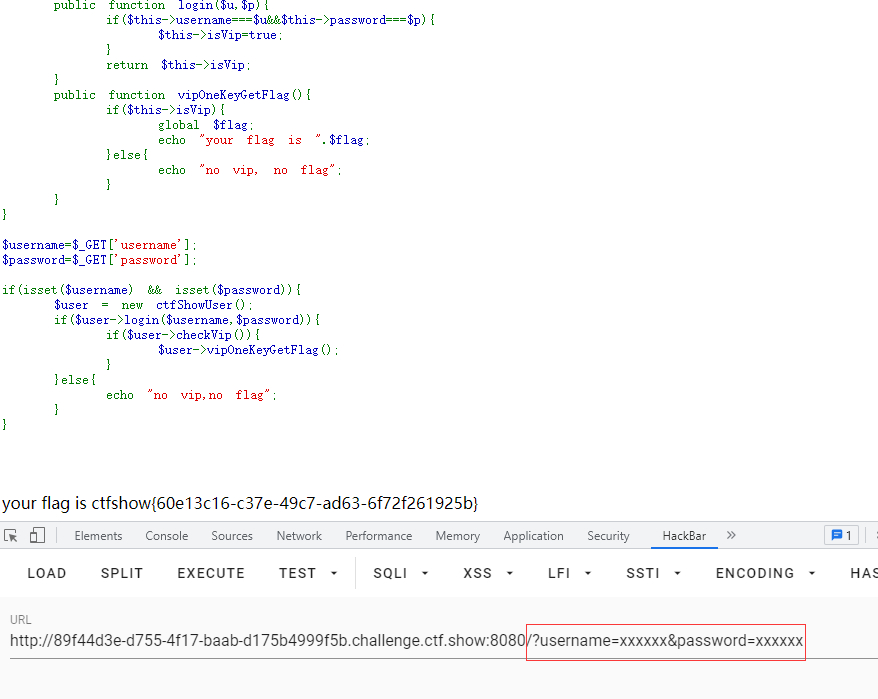 public function login($u,$p){
if($this->username===$u&&$this->password===$p){
$this->isVip=true;
}
return $this->isVip;
}
public function vipOneKeyGetFlag(){
if($this->isVip){
global $flag;
echo "your flag is ".$flag;
}else{
echo "no vip, no flag";
}
}
}
$username=$_GET['username'];
$password=$_GET['password'];
if(isset($username) && isset($password)){
$user = new ctfShowUser();
if($user->login($username,$password)){
if($user->checkVip()){
$user->vipOneKeyGetFlag();
}
}else{
echo "no vip,no flag";
}
}
your flag is ctfshow{60e13c16-c37e-49c7-ad63-6f72f261925b}
Elements Console Sources Network Performance Memory Application Security HackBar » 1
LOAD SPLIT EXECUTE TEST SQLI XSS LFI SSTI ENCODING HAS
URL
http://89f44d3e-d755-4f17-baab-d175b4999f5b.challenge.ctf.show:8080/?username=xxxxxx&password=xxxxxx